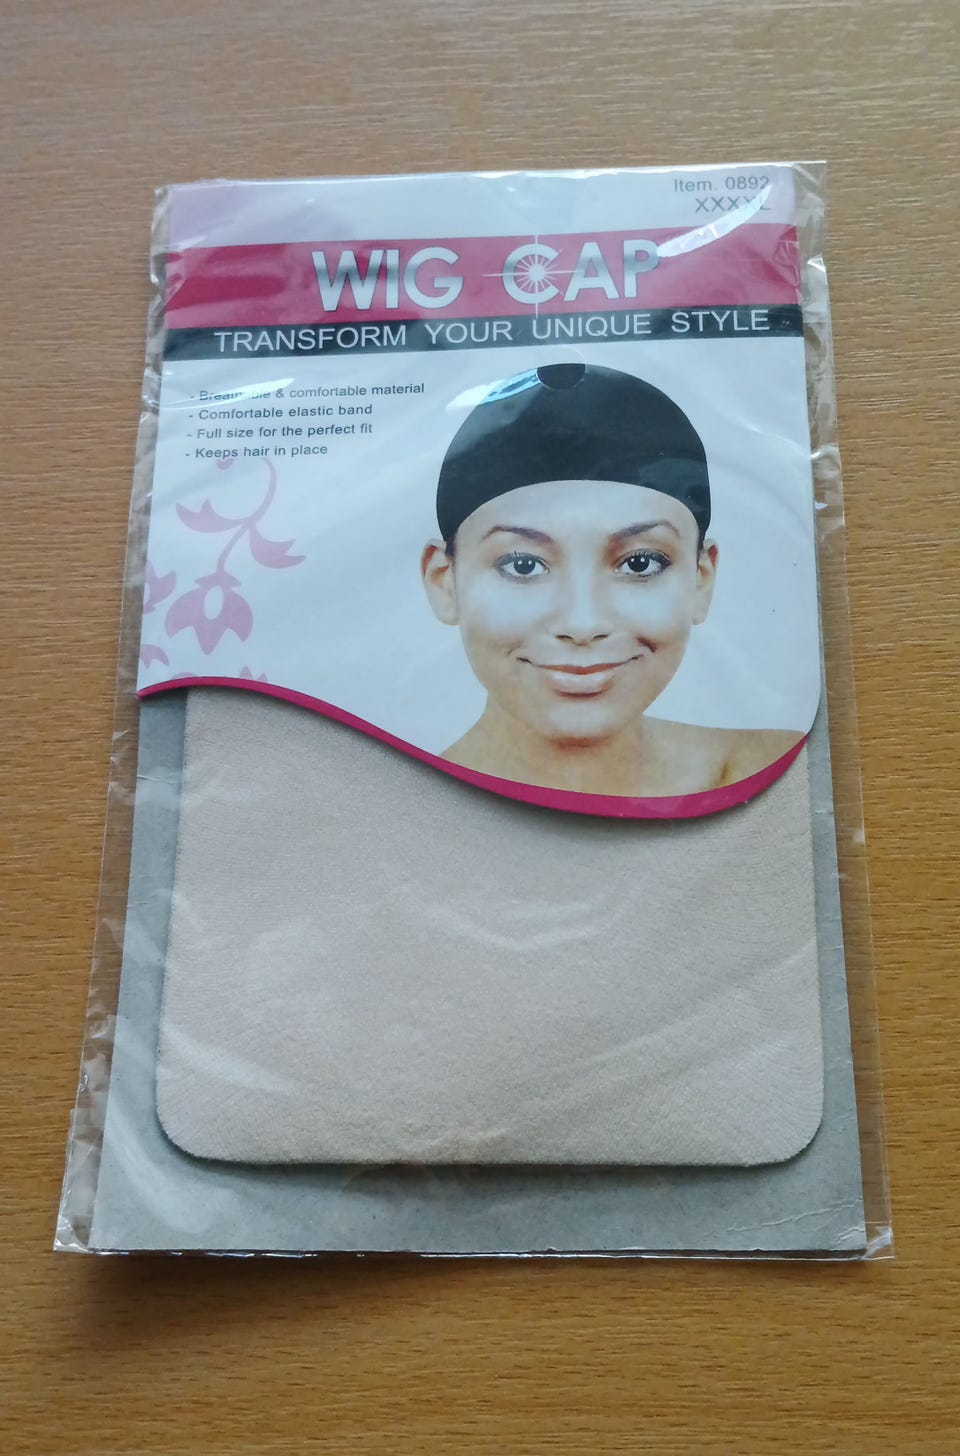 Item. 0892
XXXXL
WIG CAP
TRANSFORM YOUR UNIQUE STYLE
- Breathable & comfortable material
- Comfortable elastic band
- Full size for the perfect fit
- Keeps hair in place